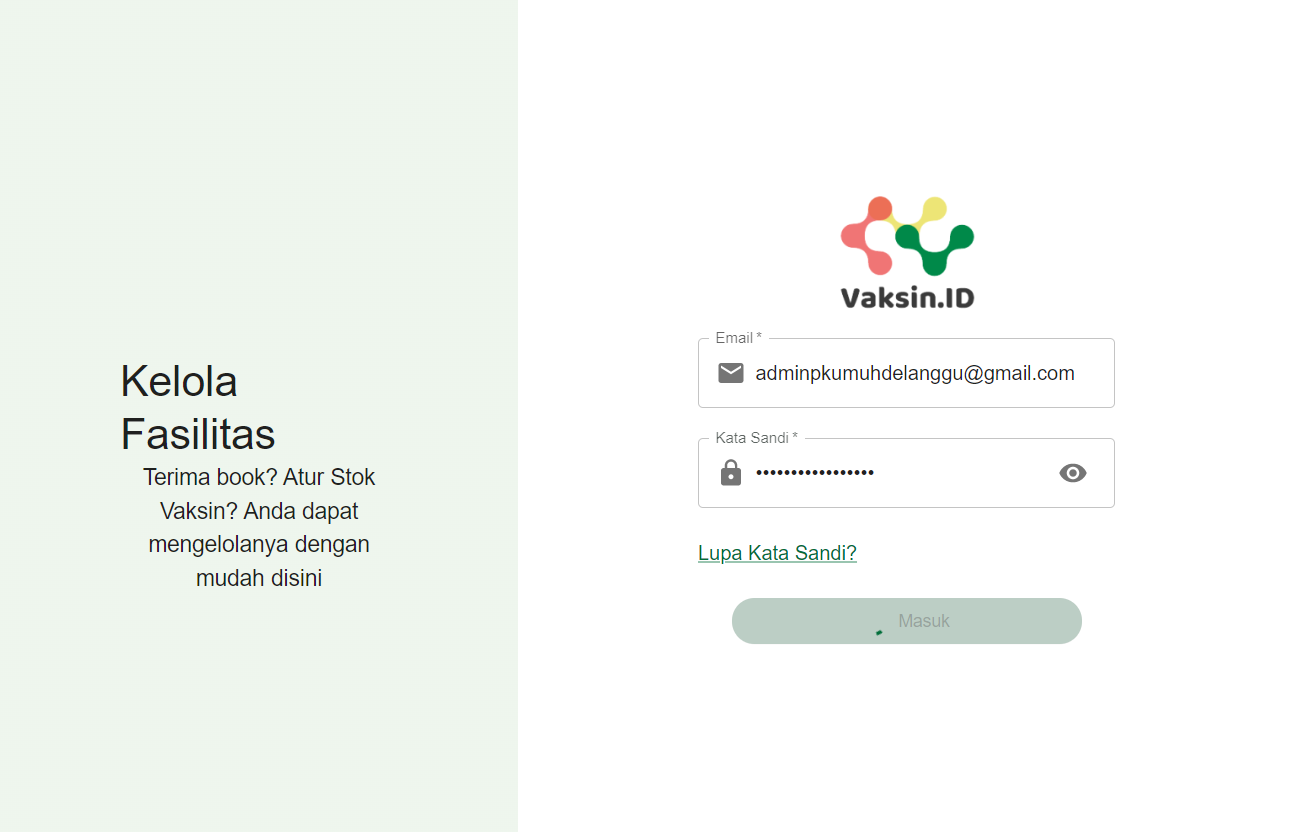 Kelola
Fasilitas
Terima book? Atur Stok
Vaksin? Anda dapat
mengelolanya dengan
mudah disini
Vaksin.ID
Email *
adminpkumuhdelanggu@gmail.com
Kata Sandi *
•••••••••••••••••
Lupa Kata Sandi?
Masuk